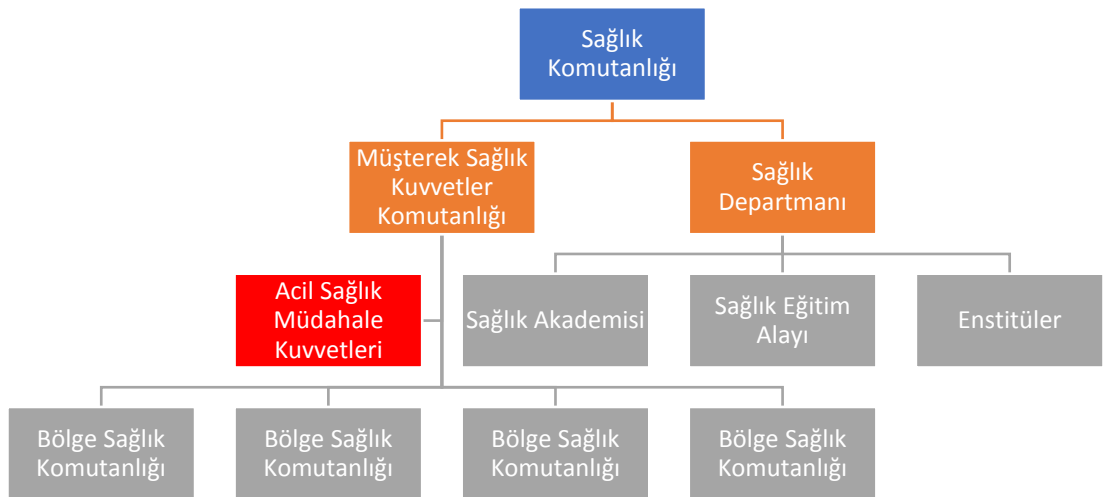 Sağlık
Komutanlığı
Müşterek Sağlık
Kuvvetler
Komutanlığı
Sağlık
Departmanı
Acil Sağlık
Müdahale
Kuvvetleri
Sağlık Akademisi
Sağlık Eğitim
Alayı
Enstitüler
Bölge Sağlık
Komutanlığı
Bölge Sağlık
Komutanlığı
Bölge Sağlık
Komutanlığı
Bölge Sağlık
Komutanlığı